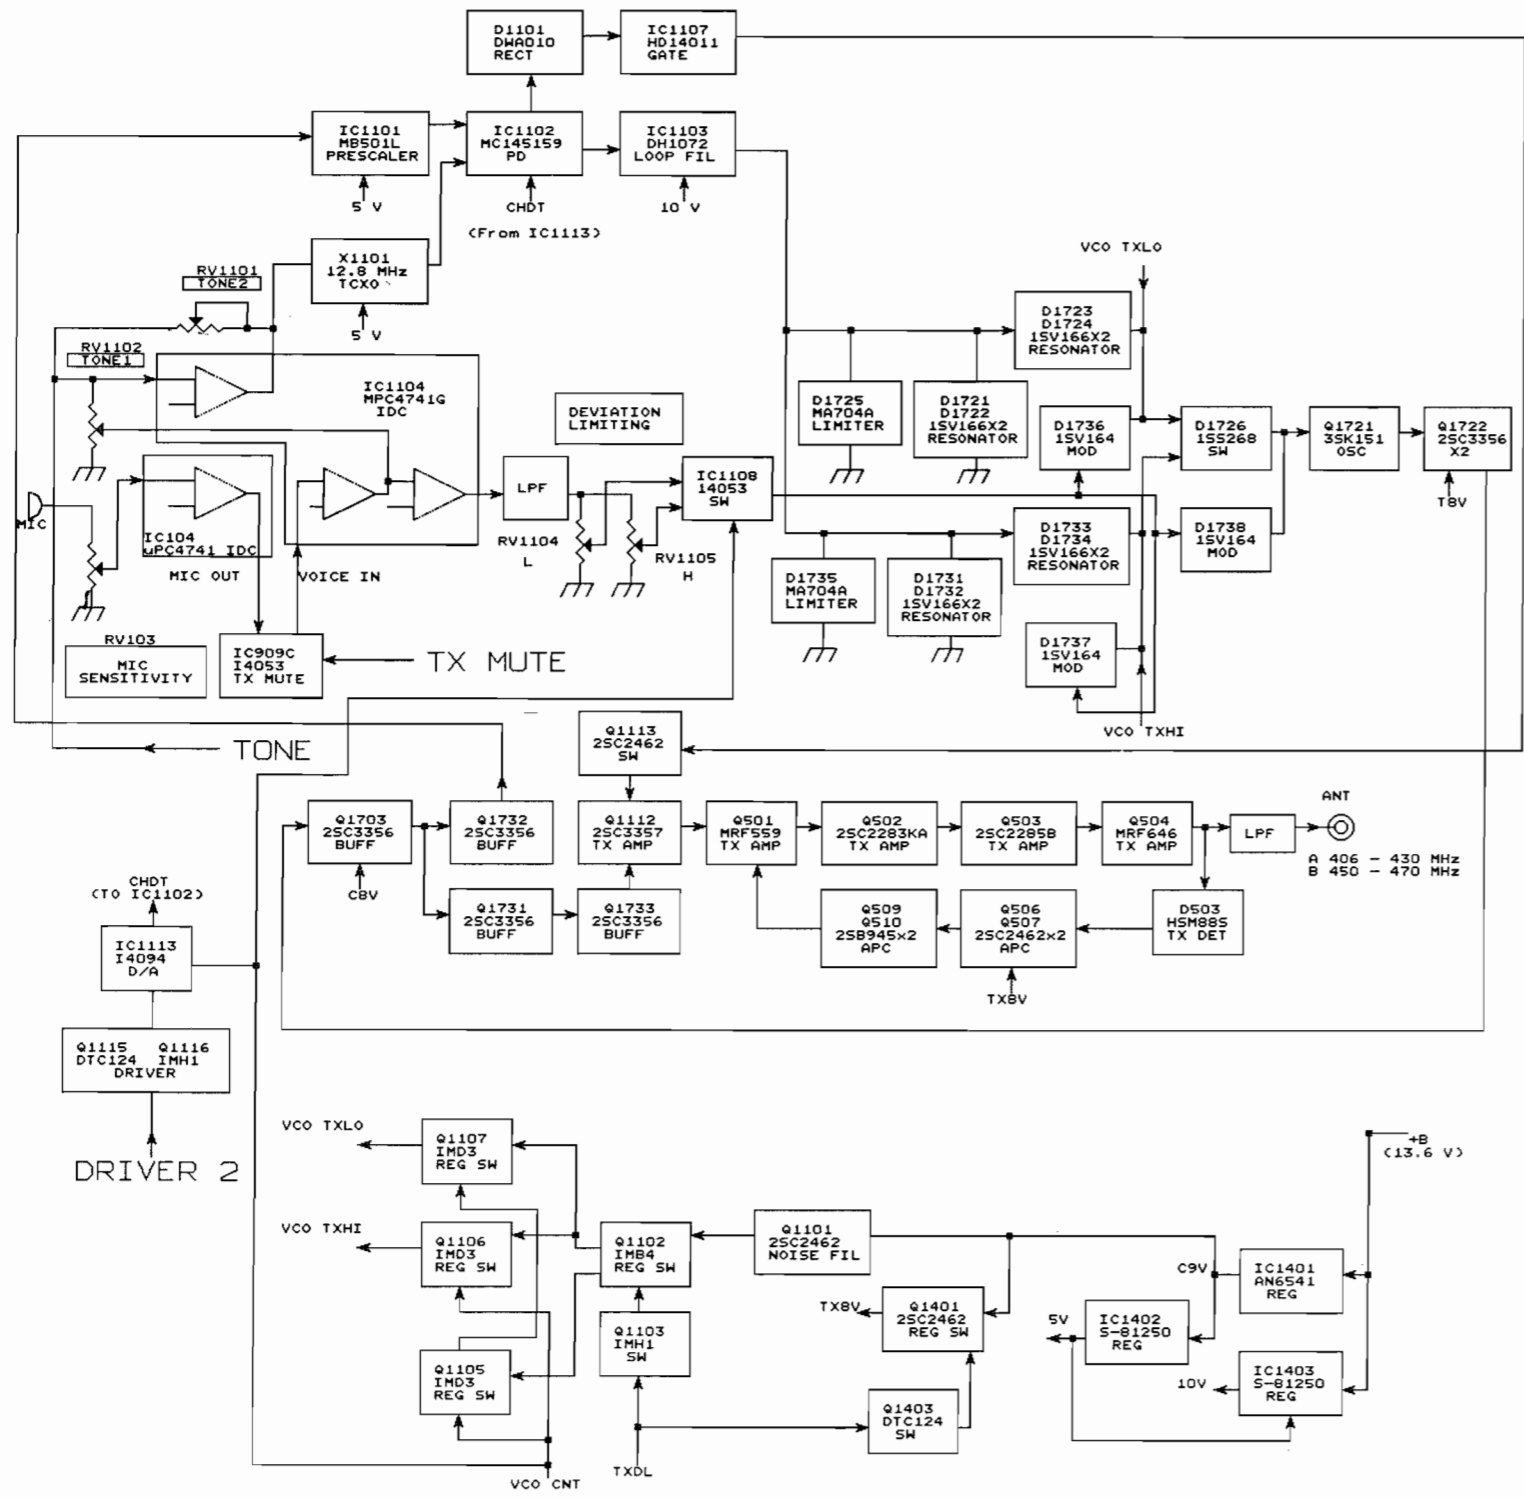 D1101
DWA010
RECT
IC1107
HD14011
GATE
IC1101
MB501L
PRESCALER
IC1102
MC145159
PD
IC1103
DH1072
LOOP FIL
5 V
CHDT
(From IC1113)
10 V
X1101
12.8 MHz
TCXO
5 V
RV1101
TONE2
RV1102
TONE1
IC1104
MPC4741G
IDC
DEVIATION
LIMITING
VCO TXLO
D1723
D1724
1SV166X2
RESONATOR
D1725
MA704A
LIMITER
D1721
D1722
1SV166X2
RESONATOR
D1736
1SV164
MOD
D1726
1SS268
SW
Q1721
3SK151
OSC
Q1722
2SC3356
X2
T8V
MIC
IC104
uPC4741 IDC
MIC OUT
VOICE IN
LPF
RV1104
L
RV1105
H
IC1108
14053
SW
D1733
D1734
1SV166X2
RESONATOR
D1738
1SV164
MOD
D1735
MA704A
LIMITER
D1731
D1732
1SV166X2
RESONATOR
D1737
1SV164
MOD
VCO TXHI
RV103
MIC
SENSITIVITY
IC909C
I4053
TX MUTE
TX MUTE
TONE
Q1113
2SC2462
SW
Q1703
2SC3356
BUFF
C8V
Q1732
2SC3356
BUFF
Q1112
2SC3357
TX AMP
Q501
MRF559
TX AMP
Q502
2SC2283KA
TX AMP
Q503
2SC2285B
TX AMP
Q504
MRF646
TX AMP
LPF
ANT
A 406 - 430 MHz
B 450 - 470 MHz
Q1731
2SC3356
BUFF
Q1733
2SC3356
BUFF
Q509
Q510
2SB945x2
APC
Q506
Q507
2SC2462x2
APC
TX8V
D503
HSM88S
TX DET
CHDT
(TO IC1102)
IC1113
I4094
D/A
Q1115 Q1116
DTC124 IMH1
DRIVER
DRIVER 2
VCO TXLO
Q1107
IMD3
REG SW
VCO TXHI
Q1106
IMD3
REG SW
Q1105
IMD3
REG SW
Q1102
IMB4
REG SW
Q1103
IMH1
SW
Q1101
2SC2462
NOISE FIL
TX8V
Q1401
2SC2462
REG SW
Q1403
DTC124
SW
C9V
IC1401
AN6541
REG
5V
IC1402
S-81250
REG
10V
IC1403
S-81250
REG
+B
(13.6 V)
VCO CNT
TXDL